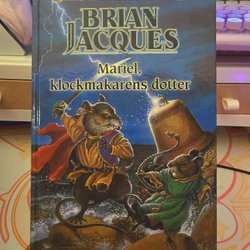 BRIAN
JACQUES
Mariel,
klockmakarens dotter